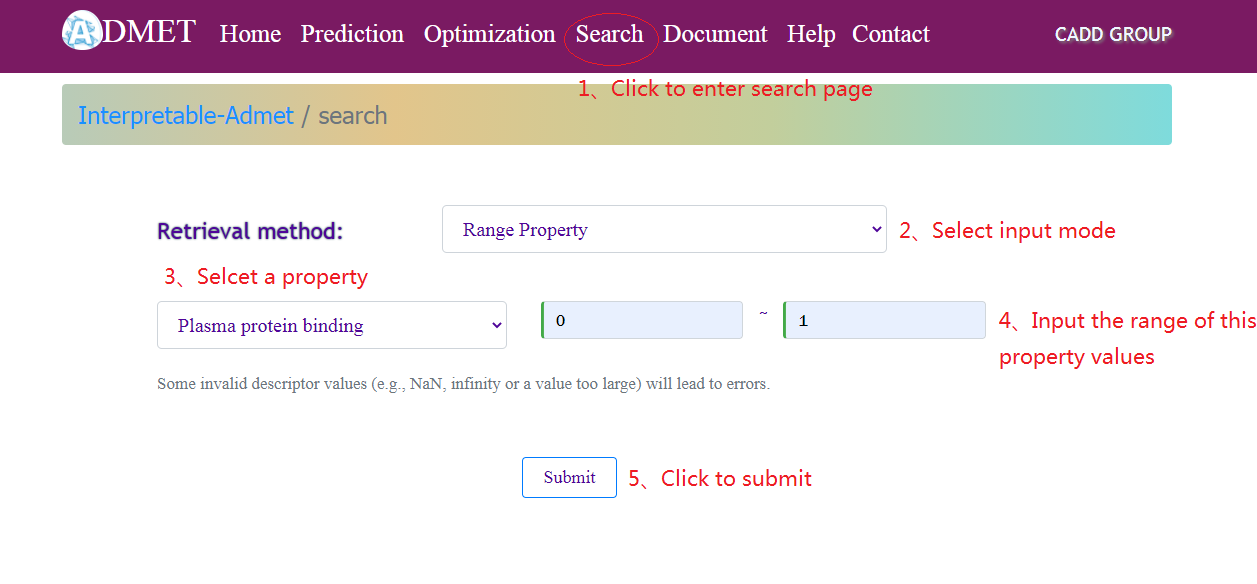 ADMET Home Prediction Optimization Search Document Help Contact CADD GROUP
1、Click to enter search page
Interpretable-Admet / search
Retrieval method: Range Property 2、Select input mode
3、Selcet a property
Plasma protein binding 0 ~ 1 4、Input the range of this
property values
Some invalid descriptor values (e.g., NaN, infinity or a value too large) will lead to errors.
Submit 5、Click to submit